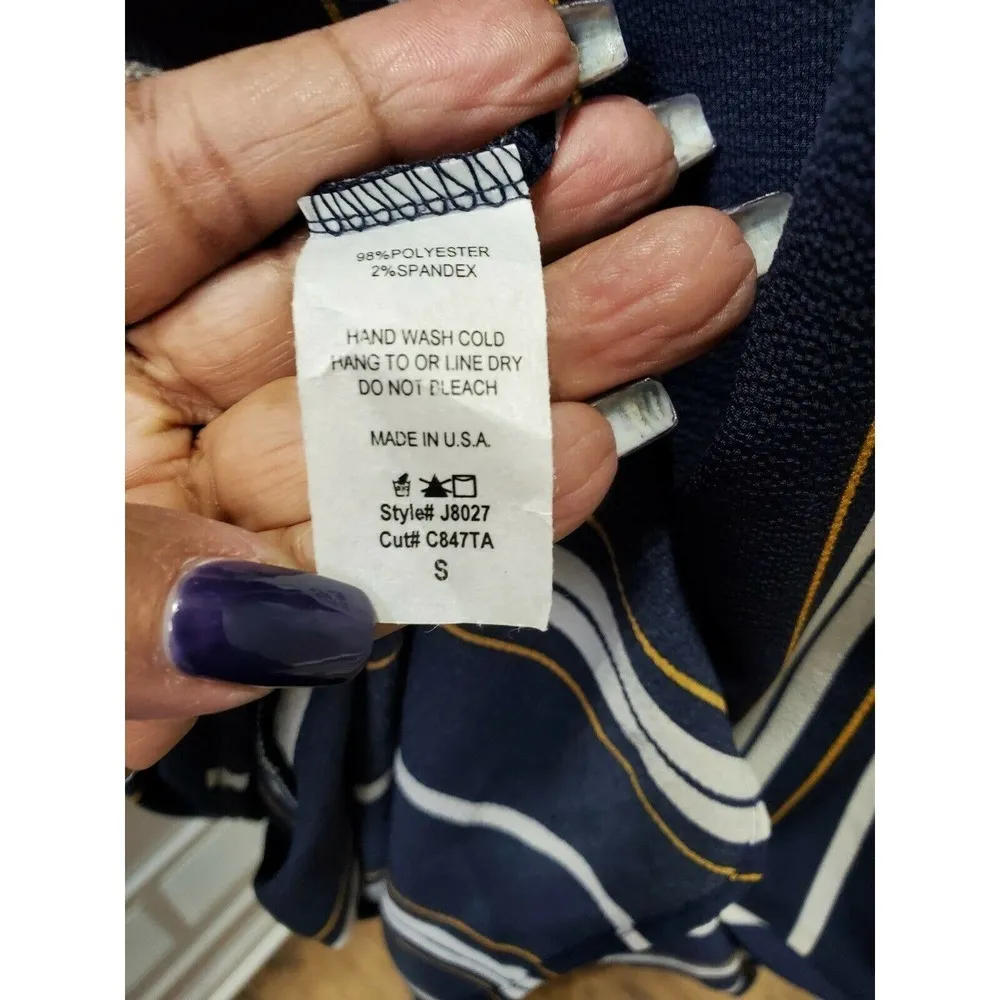 98%POLYESTER
2%SPANDEX
HAND WASH COLD
HANG TO OR LINE DRY
DO NOT BLEACH
MADE IN U.S.A.
Style# J8027
Cut# C847TA
S